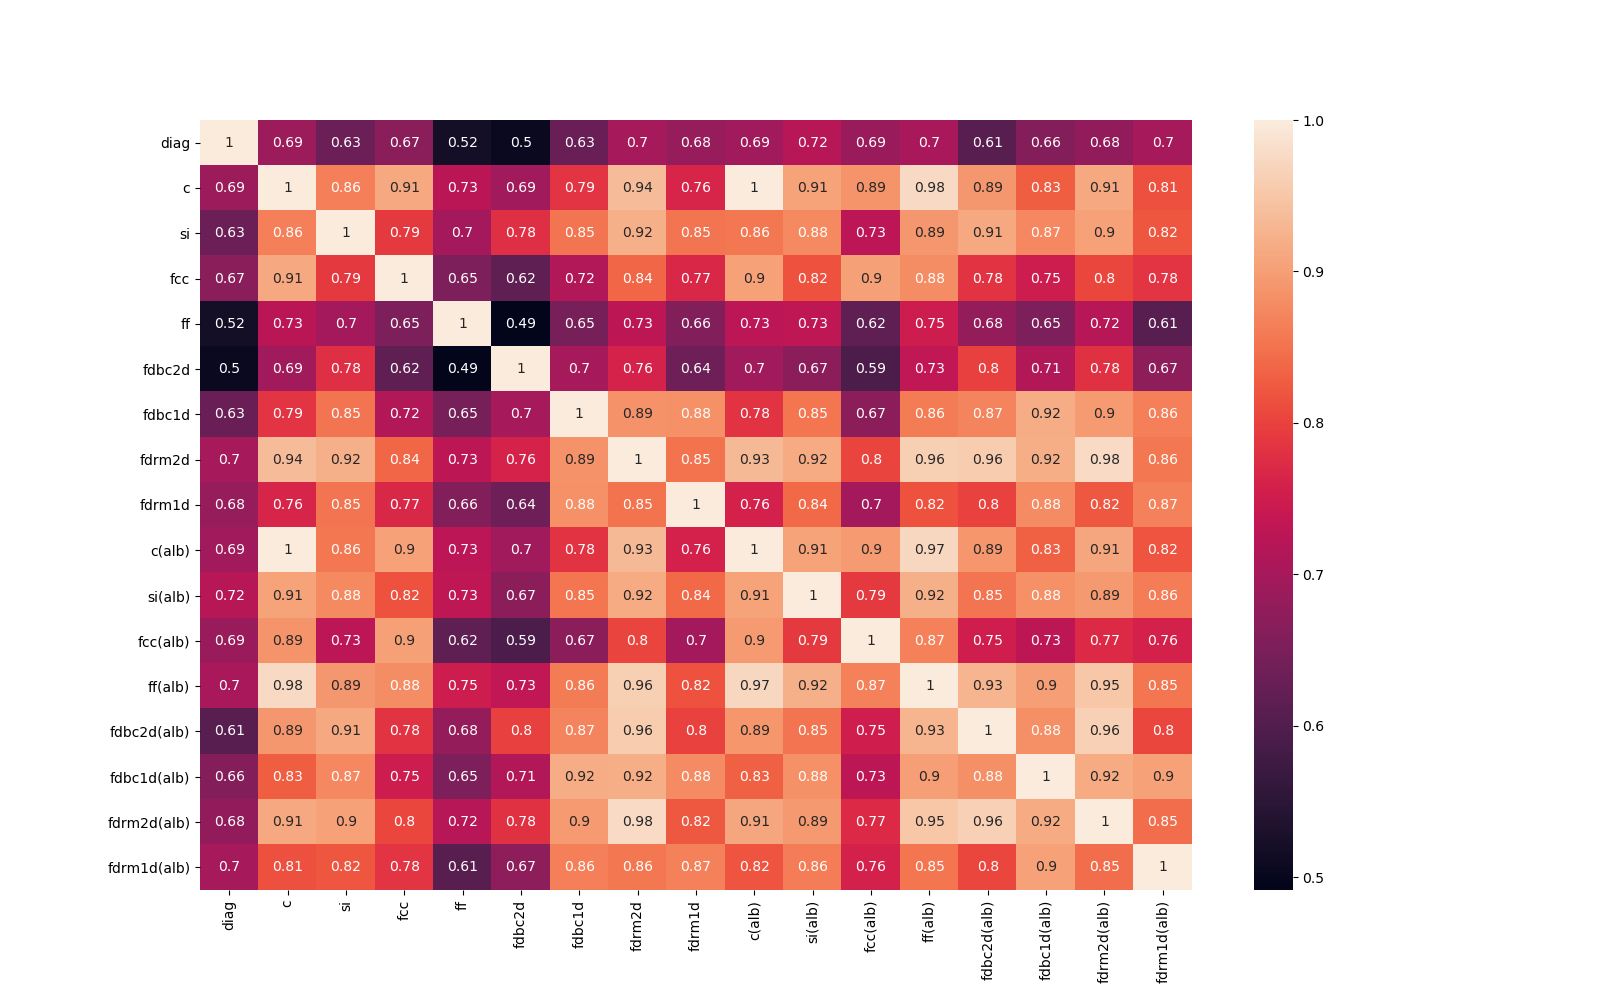 diag 1 0.69 0.63 0.67 0.52 0.5 0.63 0.7 0.68 0.69 0.72 0.69 0.7 0.61 0.66 0.68 0.7 1.0
c 0.69 1 0.86 0.91 0.73 0.69 0.79 0.94 0.76 1 0.91 0.89 0.98 0.89 0.83 0.91 0.81
si 0.63 0.86 1 0.79 0.7 0.78 0.85 0.92 0.85 0.86 0.88 0.73 0.89 0.91 0.87 0.9 0.82
fcc 0.67 0.91 0.79 1 0.65 0.62 0.72 0.84 0.77 0.9 0.82 0.9 0.88 0.78 0.75 0.8 0.78 0.9
ff 0.52 0.73 0.7 0.65 1 0.49 0.65 0.73 0.66 0.73 0.73 0.62 0.75 0.68 0.65 0.72 0.61
fdbc2d 0.5 0.69 0.78 0.62 0.49 1 0.7 0.76 0.64 0.7 0.67 0.59 0.73 0.8 0.71 0.78 0.67
fdbc1d 0.63 0.79 0.85 0.72 0.65 0.7 1 0.89 0.88 0.78 0.85 0.67 0.86 0.87 0.92 0.9 0.86 0.8
fdrm2d 0.7 0.94 0.92 0.84 0.73 0.76 0.89 1 0.85 0.93 0.92 0.8 0.96 0.96 0.92 0.98 0.86
fdrm1d 0.68 0.76 0.85 0.77 0.66 0.64 0.88 0.85 1 0.76 0.84 0.7 0.82 0.8 0.88 0.82 0.87
c(alb) 0.69 1 0.86 0.9 0.73 0.7 0.78 0.93 0.76 1 0.91 0.9 0.97 0.89 0.83 0.91 0.82
si(alb) 0.72 0.91 0.88 0.82 0.73 0.67 0.85 0.92 0.84 0.91 1 0.79 0.92 0.85 0.88 0.89 0.86 0.7
fcc(alb) 0.69 0.89 0.73 0.9 0.62 0.59 0.67 0.8 0.7 0.9 0.79 1 0.87 0.75 0.73 0.77 0.76
ff(alb) 0.7 0.98 0.89 0.88 0.75 0.73 0.86 0.96 0.82 0.97 0.92 0.87 1 0.93 0.9 0.95 0.85
fdbc2d(alb) 0.61 0.89 0.91 0.78 0.68 0.8 0.87 0.96 0.8 0.89 0.85 0.75 0.93 1 0.88 0.96 0.8 0.6
fdbc1d(alb) 0.66 0.83 0.87 0.75 0.65 0.71 0.92 0.92 0.88 0.83 0.88 0.73 0.9 0.88 1 0.92 0.9
fdrm2d(alb) 0.68 0.91 0.9 0.8 0.72 0.78 0.9 0.98 0.82 0.91 0.89 0.77 0.95 0.96 0.92 1 0.85
fdrm1d(alb) 0.7 0.81 0.82 0.78 0.61 0.67 0.86 0.86 0.87 0.82 0.86 0.76 0.85 0.8 0.9 0.85 1 0.5
diag c si fcc ff fdbc2d fdbc1d fdrm2d fdrm1d c(alb) si(alb) fcc(alb) ff(alb) fdbc2d(alb) fdbc1d(alb) fdrm2d(alb) fdrm1d(alb)